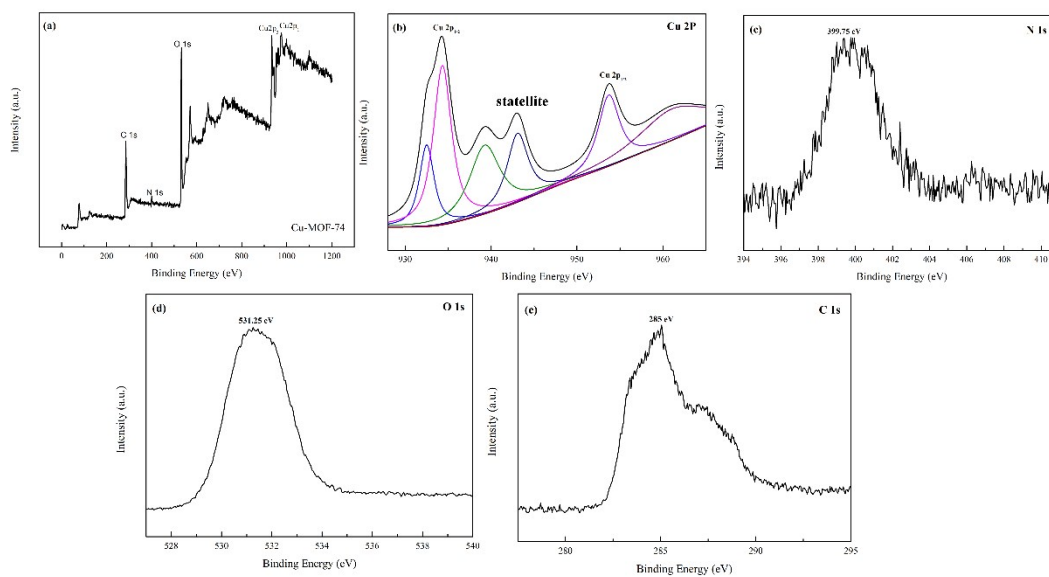 (a)
O 1s
Cu2p3 Cu2p1
C 1s
N 1s
Cu-MOF-74
Intensity (a.u.)
0 200 400 600 800 1000 1200
Binding Energy (eV)
(b)
Cu 2p3/2
Cu 2P
statellite
Cu 2p1/2
Intensity (a.u.)
930 940 950 960
Binding Energy (eV)
(c)
399.75 eV
N 1s
Intensity (a.u.)
394 396 398 400 402 404 406 408 410
Binding Energy (eV)
(d)
O 1s
531.25 eV
Intensity (a.u.)
528 530 532 534 536 538 540
Binding Energy (eV)
(e)
C 1s
285 eV
Intensity (a.u.)
280 285 290 295
Binding Energy (eV)